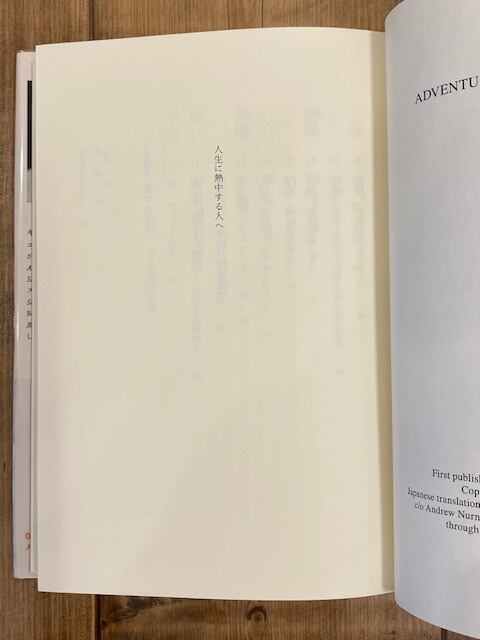 人生に熱中する人へ
ADVENTU
First publish
Cop
Japanese translation
c/o Andrew Nurn
through